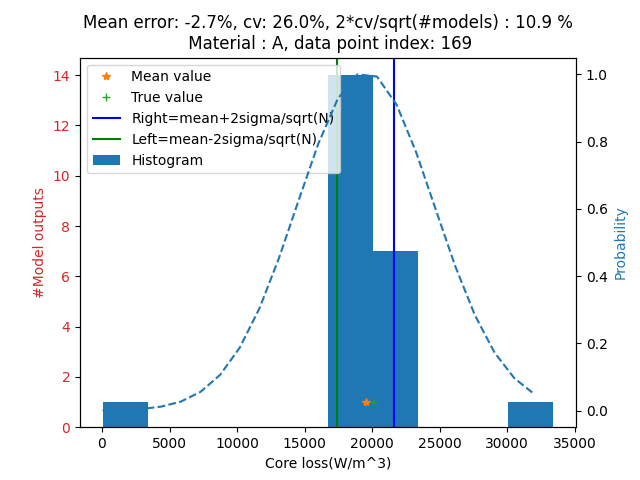 Mean error: -2.7%, cv: 26.0%, 2*cv/sqrt(#models) : 10.9 %
Material : A, data point index: 169
Mean value
True value
Right=mean+2sigma/sqrt(N)
Left=mean-2sigma/sqrt(N)
Histogram
#Model outputs
14
12
10
8
6
4
2
0
1.0
0.8
0.6
0.4
0.2
0.0
Probability
0 5000 10000 15000 20000 25000 30000 35000
Core loss(W/m^3)